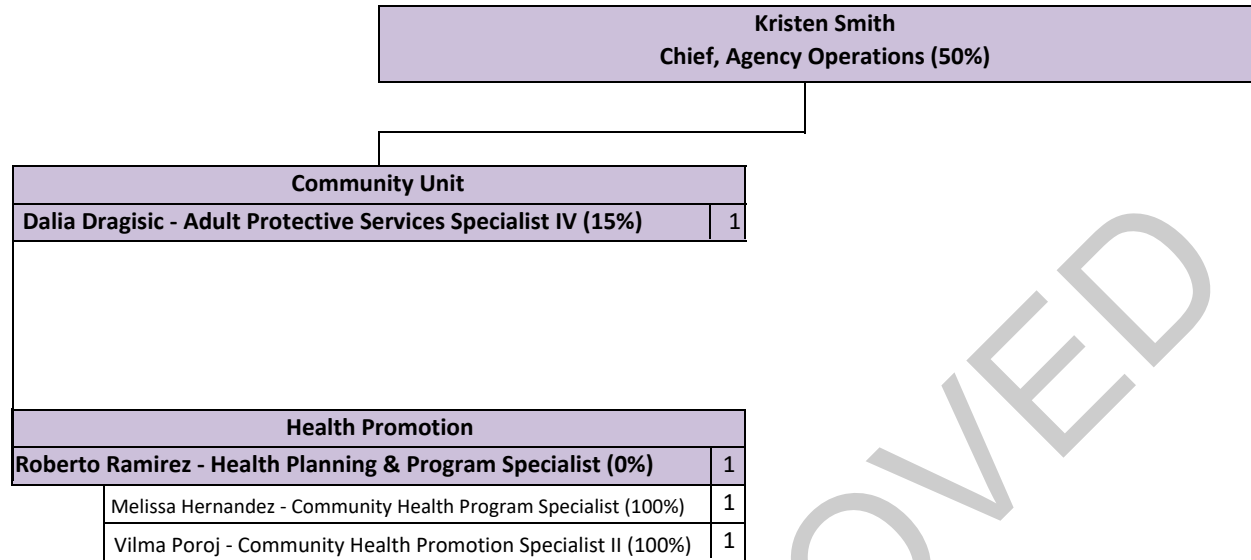 Kristen Smith
Chief, Agency Operations (50%)
Community Unit
Dalia Dragisic - Adult Protective Services Specialist IV (15%) 1
Health Promotion
Roberto Ramirez - Health Planning & Program Specialist (0%) 1
Melissa Hernandez - Community Health Program Specialist (100%) 1
Vilma Poroj - Community Health Promotion Specialist II (100%) 1
OVED